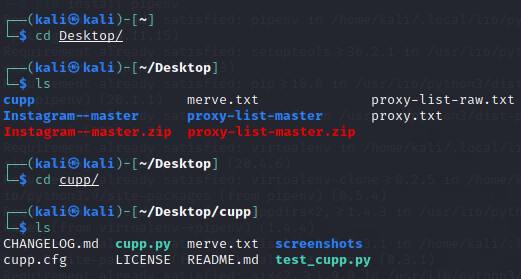 ┌──(kali㉿kali)-[~]
└─$ cd Desktop/
┌──(kali㉿kali)-[~/Desktop]
└─$ ls
cupp merve.txt proxy-list-raw.txt
Instagram--master proxy-list-master proxy.txt
Instagram--master.zip proxy-list-master.zip
┌──(kali㉿kali)-[~/Desktop]
└─$ cd cupp/
┌──(kali㉿kali)-[~/Desktop/cupp]
└─$ ls
CHANGELOG.md cupp.py merve.txt screenshots
cupp.cfg LICENSE README.md test_cupp.py